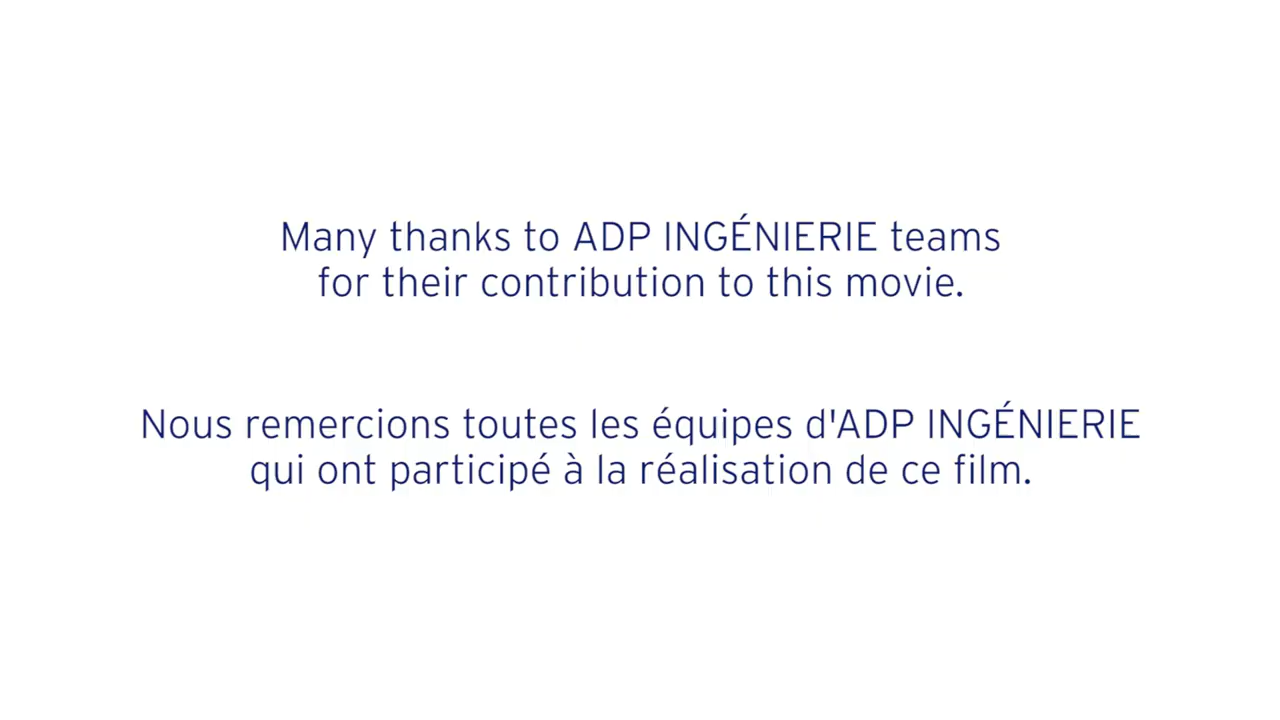 Many thanks to ADP INGÉNIERIE teams
for their contribution to this movie.
Nous remercions toutes les équipes d'ADP INGÉNIERIE
qui ont participé à la réalisation de ce film.